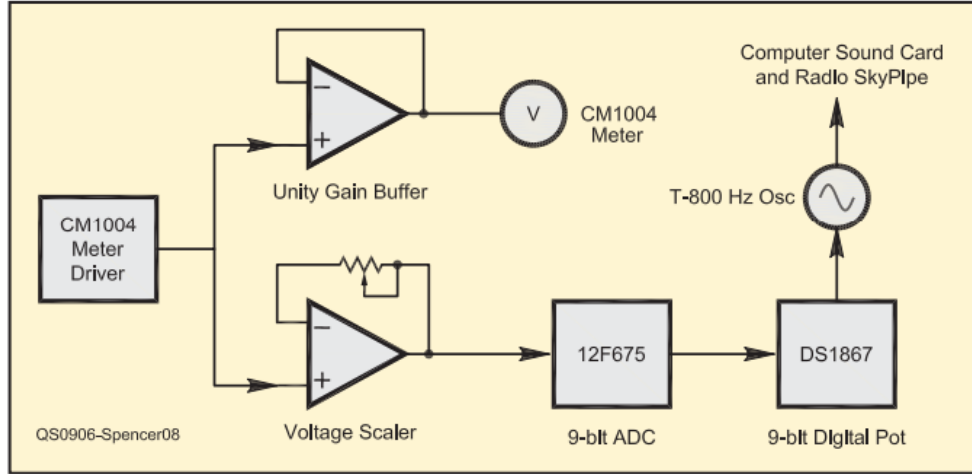 Computer Sound Card
and Radio SkyPipe
−
+
V
CM1004
Meter
Unity Gain Buffer
T-800 Hz Osc
CM1004
Meter
Driver
−
+
12F675
DS1867
QS0906-Spencer08
Voltage Scaler
9-bit ADC
9-bit Digital Pot